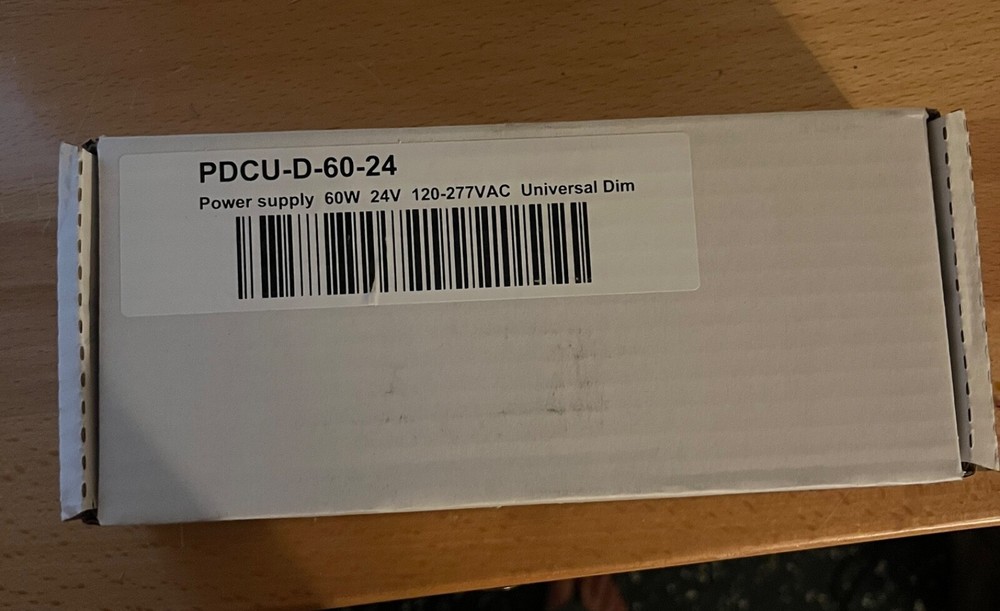 PDCU-D-60-24
Power supply 60W 24V 120-277VAC Universal Dim